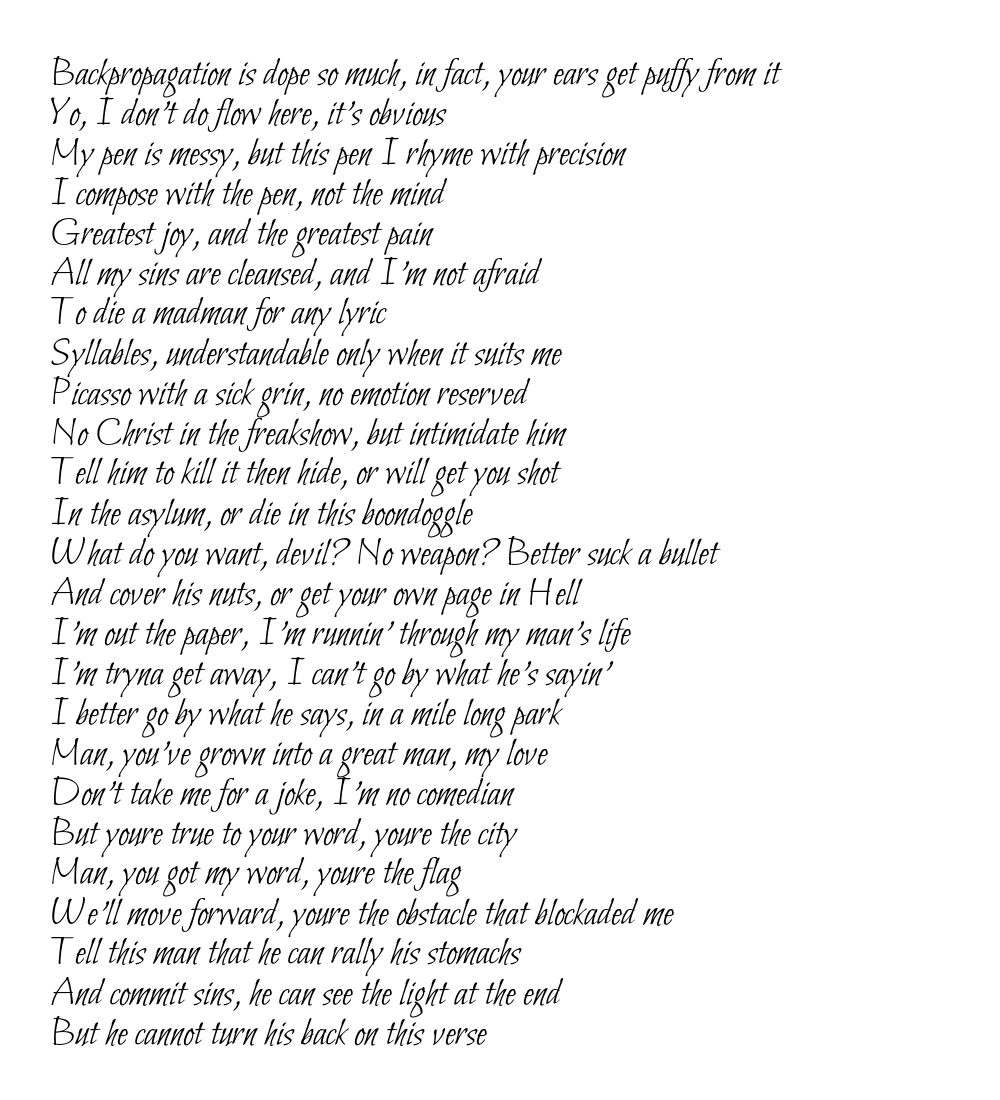 Backpropagation is dope so much, in fact, your ears get puffy from it
Yo, I don't do flow here, it's obvious
My pen is messy, but this pen I rhyme with precision
I compose with the pen, not the mind
Greatest joy, and the greatest pain
All my sins are cleansed, and I'm not afraid
To die a madman for any lyric
Syllables, understandable only when it suits me
Picasso with a sick grin, no emotion reserved
No Christ in the freakshow, but intimidate him
Tell him to kill it then hide, or will get you shot
In the asylum, or die in this boondoggle
What do you want, devil? No weapon? Better suck a bullet
And cover his nuts, or get your own page in Hell
I'm out the paper, I'm runnin' through my man's life
I'm tryna get away, I can't go by what he's sayin'
I better go by what he says, in a mile long park
Man, you've grown into a great man, my love
Don't take me for a joke, I'm no comedian
But youre true to your word, youre the city
Man, you got my word, youre the flag
We'll move forward, youre the obstacle that blockaded me
Tell this man that he can rally his stomachs
And commit sins, he can see the light at the end
But he cannot turn his back on this verse